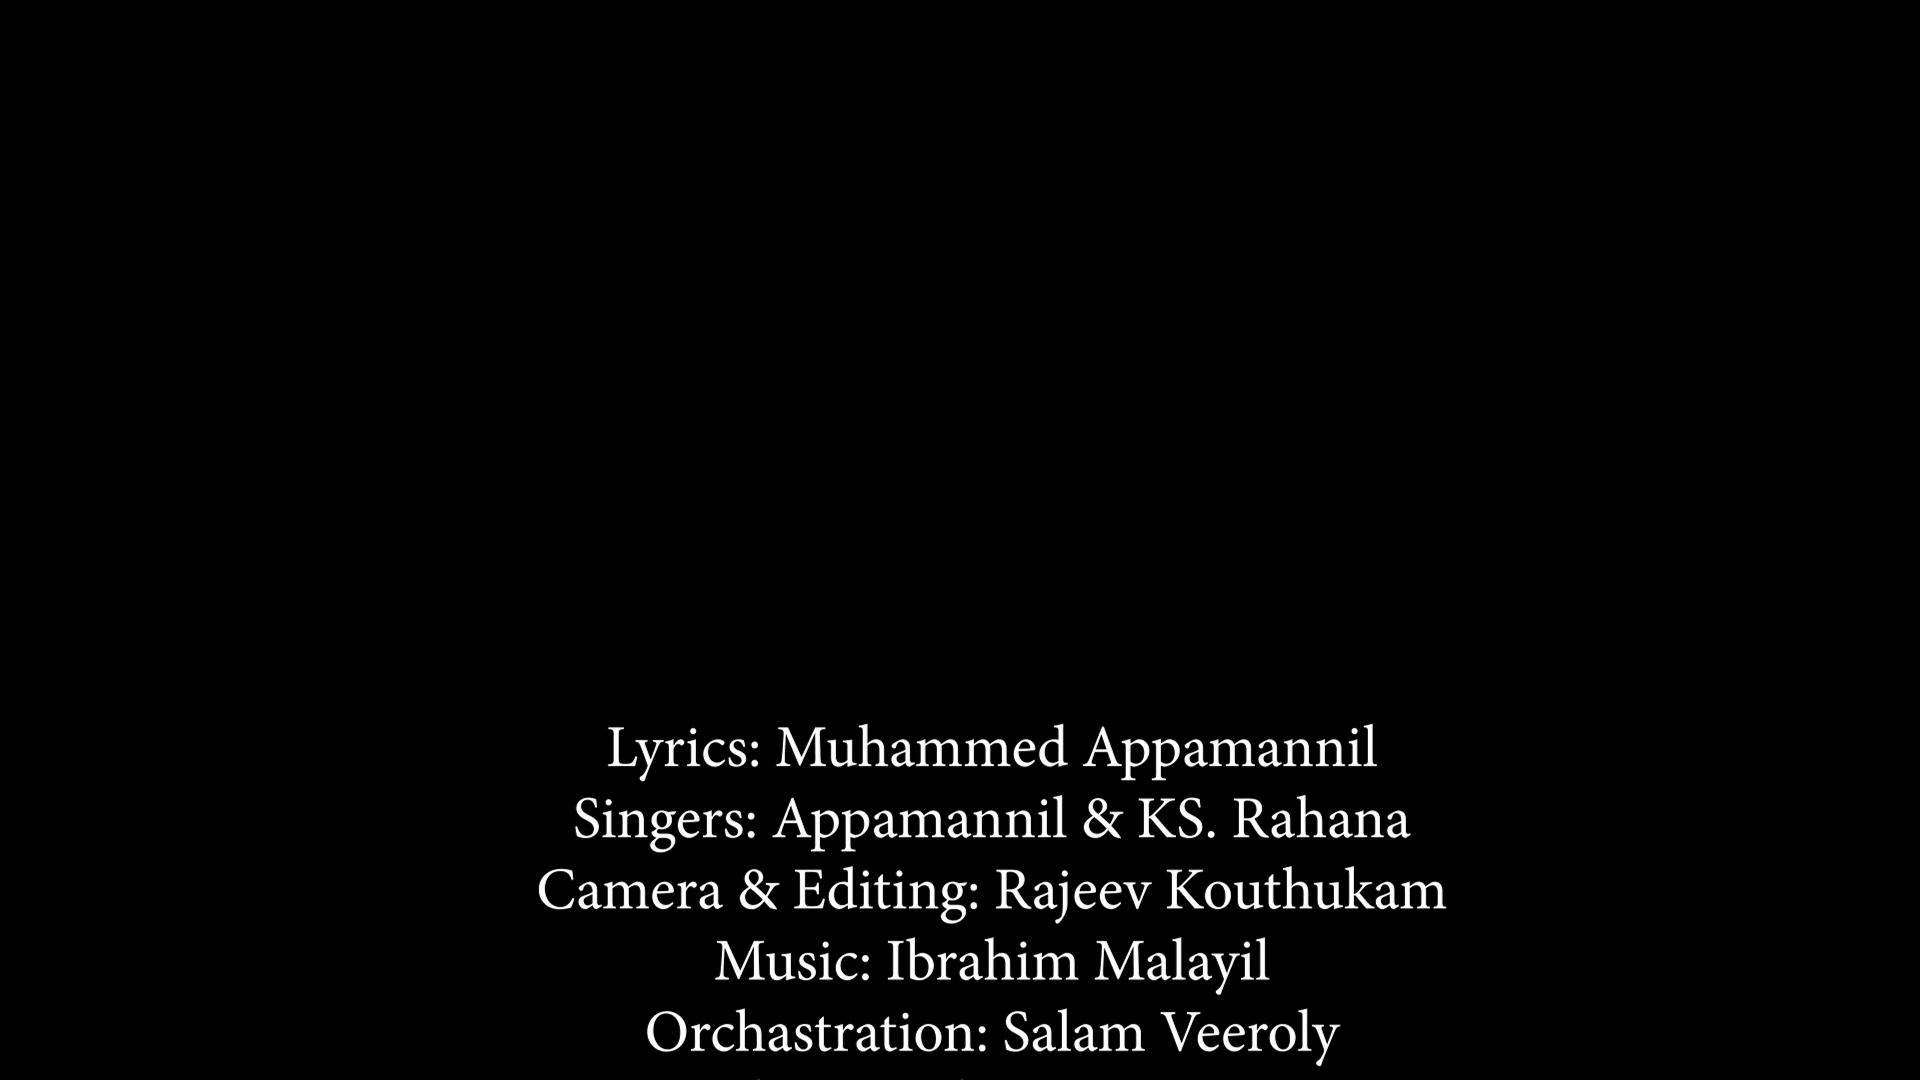 Lyrics: Muhammed Appamannil
Singers: Appamannil & KS. Rahana
Camera & Editing: Rajeev Kouthukam
Music: Ibrahim Malayil
Orchastration: Salam Veeroly